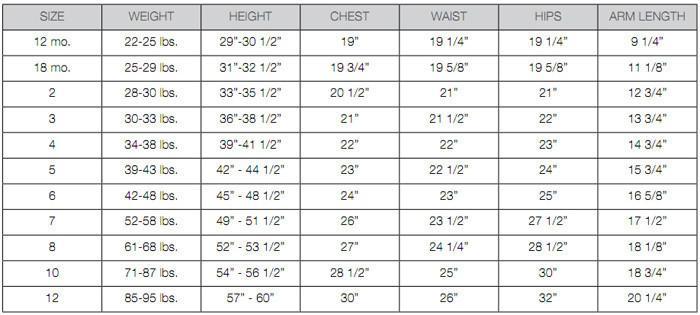 SIZE WEIGHT HEIGHT CHEST WAIST HIPS ARM LENGTH
12 mo. 22-25 lbs. 29”-30 1/2” 19” 19 1/4” 19 1/4” 9 1/4”
18 mo. 25-29 lbs. 31”-32 1/2” 19 3/4” 19 5/8” 19 5/8” 11 1/8”
2 28-30 lbs. 33”-35 1/2” 20 1/2” 21” 21” 12 3/4”
3 30-33 lbs. 36”-38 1/2” 21” 21 1/2” 22” 13 3/4”
4 34-38 lbs. 39”-41 1/2” 22” 22” 23” 14 3/4”
5 39-43 lbs. 42” - 44 1/2” 23” 22 1/2” 24” 15 3/4”
6 42-48 lbs. 45” - 48 1/2” 24” 23” 25” 16 5/8”
7 52-58 lbs. 49” - 51 1/2” 26” 23 1/2” 27 1/2” 17 1/2”
8 61-68 lbs. 52” - 53 1/2” 27” 24 1/4” 28 1/2” 18 1/8”
10 71-87 lbs. 54” - 56 1/2” 28 1/2” 25” 30” 18 3/4”
12 85-95 lbs. 57” - 60” 30” 26” 32” 20 1/4”